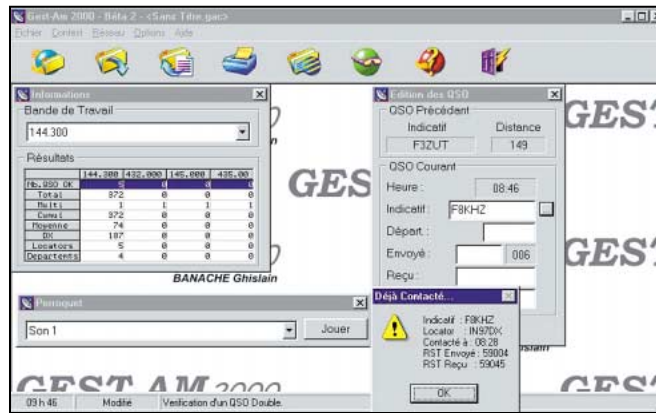 Gest-Am 2000 - Bêta 2 - <Sans Titre.gac>
Fichier Contest Réseau Options Aide
Informations
Bande de Travail
144.300
Résultats
144.300 432.000 145.000 435.00
Nb.QSO OK 5 0 0 0
Total 372 0 0 0
Multi 1 1 1 1
Cumul 372 0 0 0
Moyenne 74 0 0 0
DX 187 0 0 0
Locators 5 0 0 0
Departents 4 0 0 0
BANACHE Ghislain
GES
GEST
GEST
Edition des QSO
QSO Précédant
Indicatif Distance
F3ZUT 149
QSO Courant
Heure : 08:46
Indicatif : F8KHZ
Départ. :
Envoyé : 006
Reçu :
Perroquet
Son 1
Jouer
Déjà Contacté...
Indicatif : F8KHZ
Locator : IN97DX
Contacté à : 08:28
RST Envoyé : 59004
RST Reçu : 59045
OK
GEST AM 2000
GEST
09 h 46 Modifié Verification d'un QSO Double.